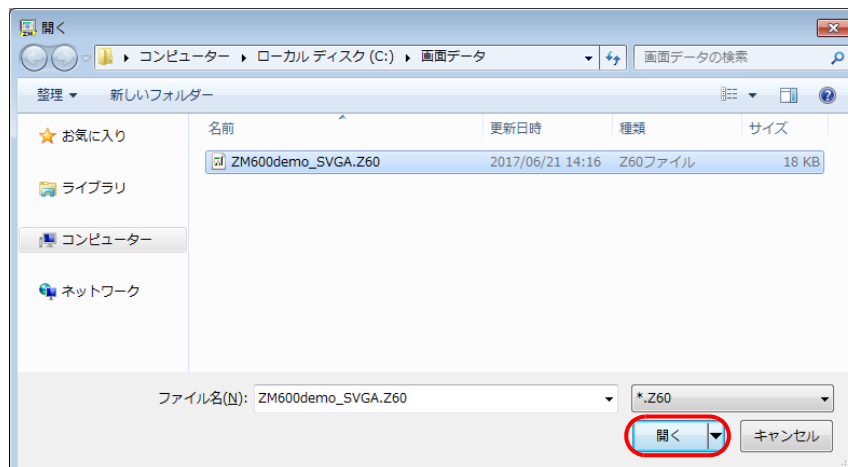 開く
コンピューター ローカル ディスク (C:) 画面データ 画面データの検索
整理 新しいフォルダー
お気に入り
ライブラリ
コンピューター
ネットワーク
名前 更新日時 種類 サイズ
ZM600demo_SVGA.Z60 2017/06/21 14:16 Z60ファイル 18 KB
ファイル名(N): ZM600demo_SVGA.Z60 *.Z60
開く キャンセル